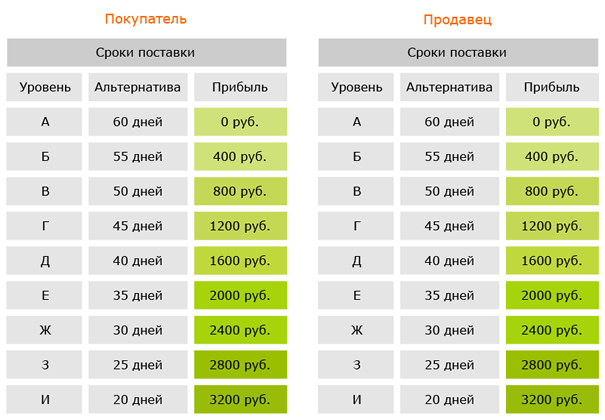 Покупатель Продавец
Сроки поставки Сроки поставки
Уровень Альтернатива Прибыль Уровень Альтернатива Прибыль
А 60 дней 0 руб. А 60 дней 0 руб.
Б 55 дней 400 руб. Б 55 дней 400 руб.
В 50 дней 800 руб. В 50 дней 800 руб.
Г 45 дней 1200 руб. Г 45 дней 1200 руб.
Д 40 дней 1600 руб. Д 40 дней 1600 руб.
Е 35 дней 2000 руб. Е 35 дней 2000 руб.
Ж 30 дней 2400 руб. Ж 30 дней 2400 руб.
З 25 дней 2800 руб. З 25 дней 2800 руб.
И 20 дней 3200 руб. И 20 дней 3200 руб.